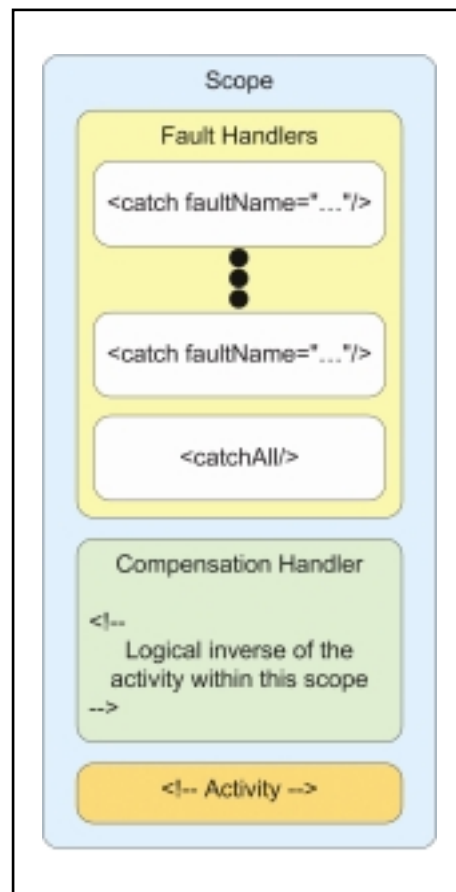 Scope
Fault Handlers
<catch faultName="..."/>
<catch faultName="..."/>
<catchAll/>
Compensation Handler
<!--
Logical inverse of the
activity within this scope
-->
<!-- Activity -->